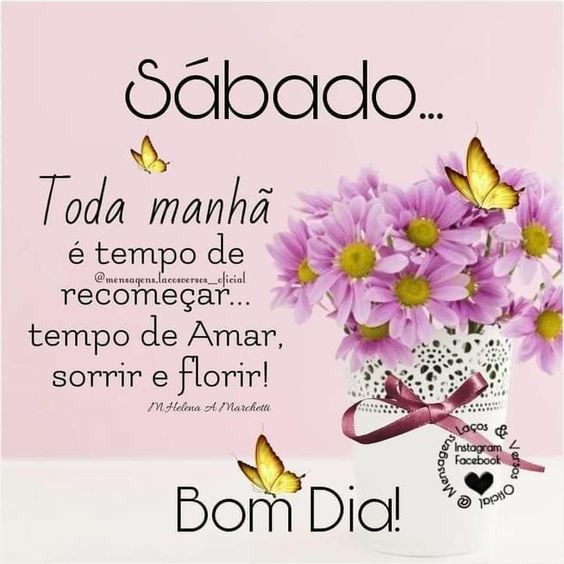 Sábado...
Toda manhã
é tempo de
@mensagens.lacoseversos_oficial
recomeçar...
tempo de Amar,
sorrir e florir!
M.Helena A Marchetti
@ Mensagens Laços & Versos Oficial
Instagram
Facebook
Bom Dia!